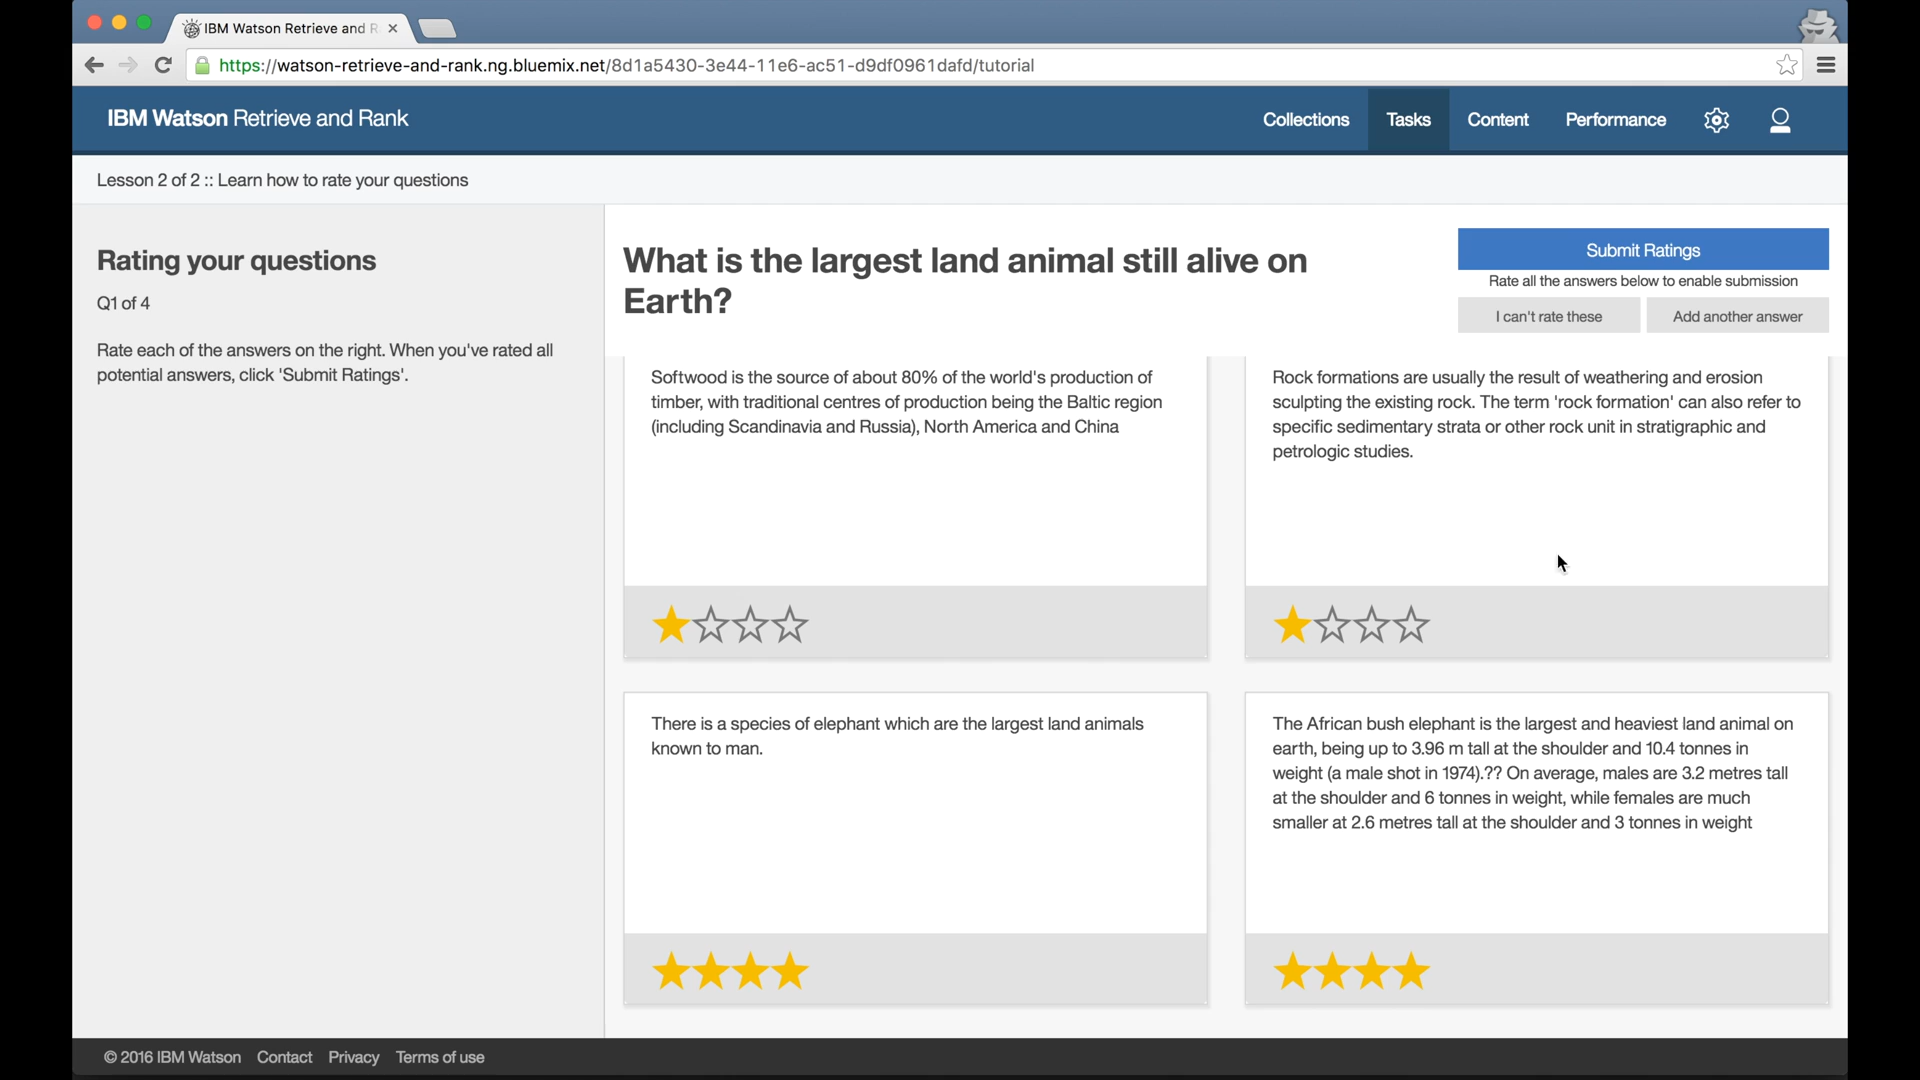 IBM Watson Retrieve and R
https://watson-retrieve-and-rank.ng.bluemix.net/8d1a5430-3e44-11e6-ac51-d9df0961dafd/tutorial
IBM Watson Retrieve and Rank
Collections
Tasks
Content
Performance
Lesson 2 of 2 :: Learn how to rate your questions
Rating your questions
Q1 of 4
Rate each of the answers on the right. When you've rated all
potential answers, click 'Submit Ratings'.
What is the largest land animal still alive on
Earth?
Submit Ratings
Rate all the answers below to enable submission
I can't rate these
Add another answer
Softwood is the source of about 80% of the world's production of
timber, with traditional centres of production being the Baltic region
(including Scandinavia and Russia), North America and China
Rock formations are usually the result of weathering and erosion
sculpting the existing rock. The term 'rock formation' can also refer to
specific sedimentary strata or other rock unit in stratigraphic and
petrologic studies.
There is a species of elephant which are the largest land animals
known to man.
The African bush elephant is the largest and heaviest land animal on
earth, being up to 3.96 m tall at the shoulder and 10.4 tonnes in
weight (a male shot in 1974).?? On average, males are 3.2 metres tall
at the shoulder and 6 tonnes in weight, while females are much
smaller at 2.6 metres tall at the shoulder and 3 tonnes in weight
© 2016 IBM Watson
Contact
Privacy
Terms of use